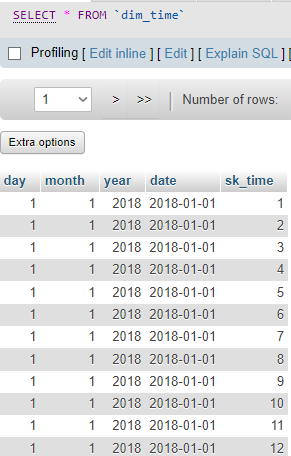 SELECT * FROM `dim_time`
Profiling [ Edit inline ] [ Edit ] [ Explain SQL ] [
1 > >> Number of rows:
Extra options
day month year date sk_time
1 1 2018 2018-01-01 1
1 1 2018 2018-01-01 2
1 1 2018 2018-01-01 3
1 1 2018 2018-01-01 4
1 1 2018 2018-01-01 5
1 1 2018 2018-01-01 6
1 1 2018 2018-01-01 7
1 1 2018 2018-01-01 8
1 1 2018 2018-01-01 9
1 1 2018 2018-01-01 10
1 1 2018 2018-01-01 11
1 1 2018 2018-01-01 12